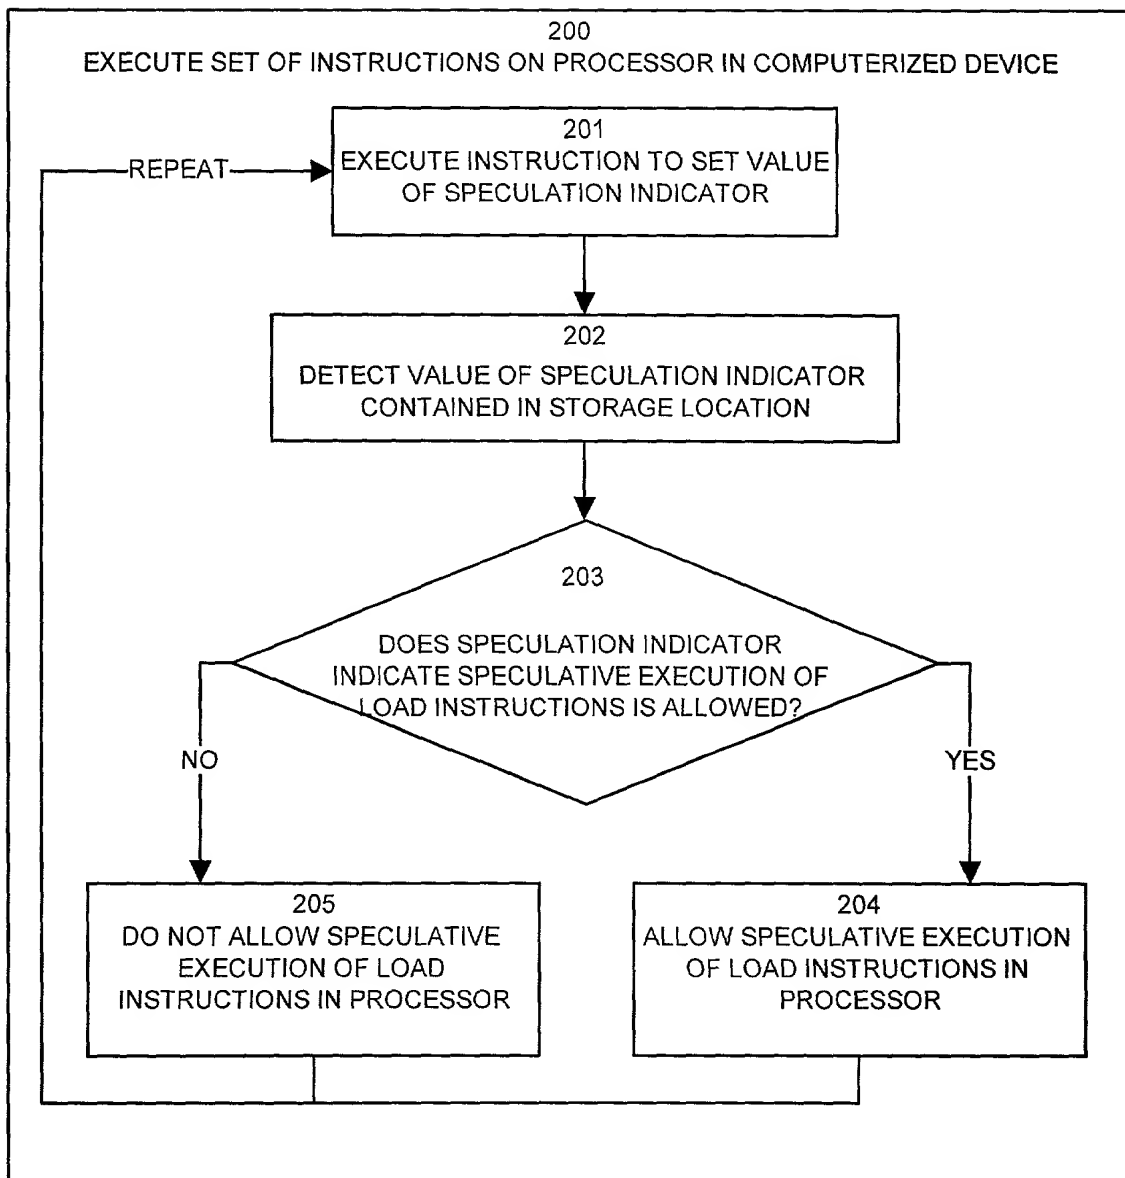 200
EXECUTE SET OF INSTRUCTIONS ON PROCESSOR IN COMPUTERIZED DEVICE
201
EXECUTE INSTRUCTION TO SET VALUE
OF SPECULATION INDICATOR
REPEAT
202
DETECT VALUE OF SPECULATION INDICATOR
CONTAINED IN STORAGE LOCATION
203
DOES SPECULATION INDICATOR
INDICATE SPECULATIVE EXECUTION OF
LOAD INSTRUCTIONS IS ALLOWED?
NO
YES
205
DO NOT ALLOW SPECULATIVE
EXECUTION OF LOAD
INSTRUCTIONS IN PROCESSOR
204
ALLOW SPECULATIVE EXECUTION
OF LOAD INSTRUCTIONS IN
PROCESSOR